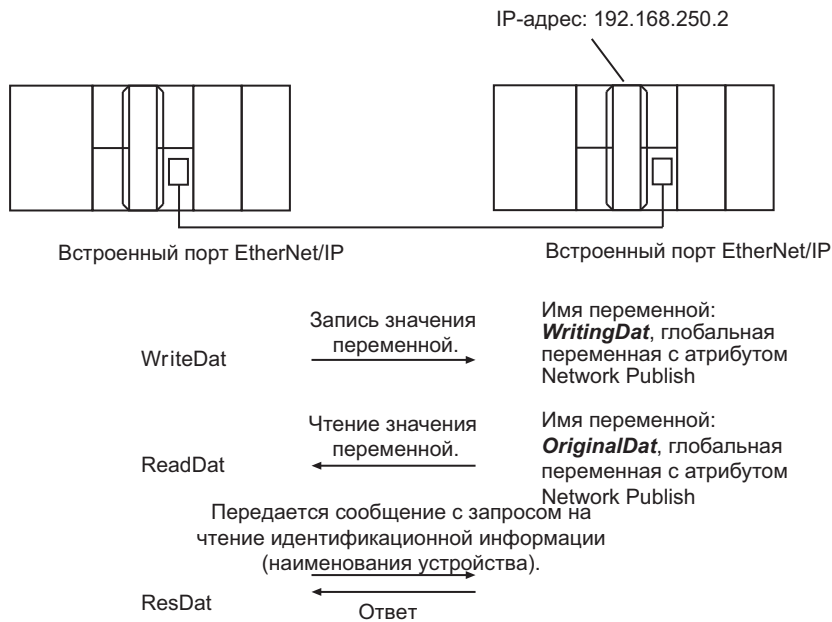 IP-адрес: 192.168.250.2
Встроенный порт EtherNet/IP
Встроенный порт EtherNet/IP
WriteDat
Запись значения
переменной.
Имя переменной:
WritingDat, глобальная
переменная с атрибутом
Network Publish
ReadDat
Чтение значения
переменной.
Имя переменной:
OriginalDat, глобальная
переменная с атрибутом
Network Publish
Передается сообщение с запросом на
чтение идентификационной информации
(наименования устройства).
ResDat
Ответ